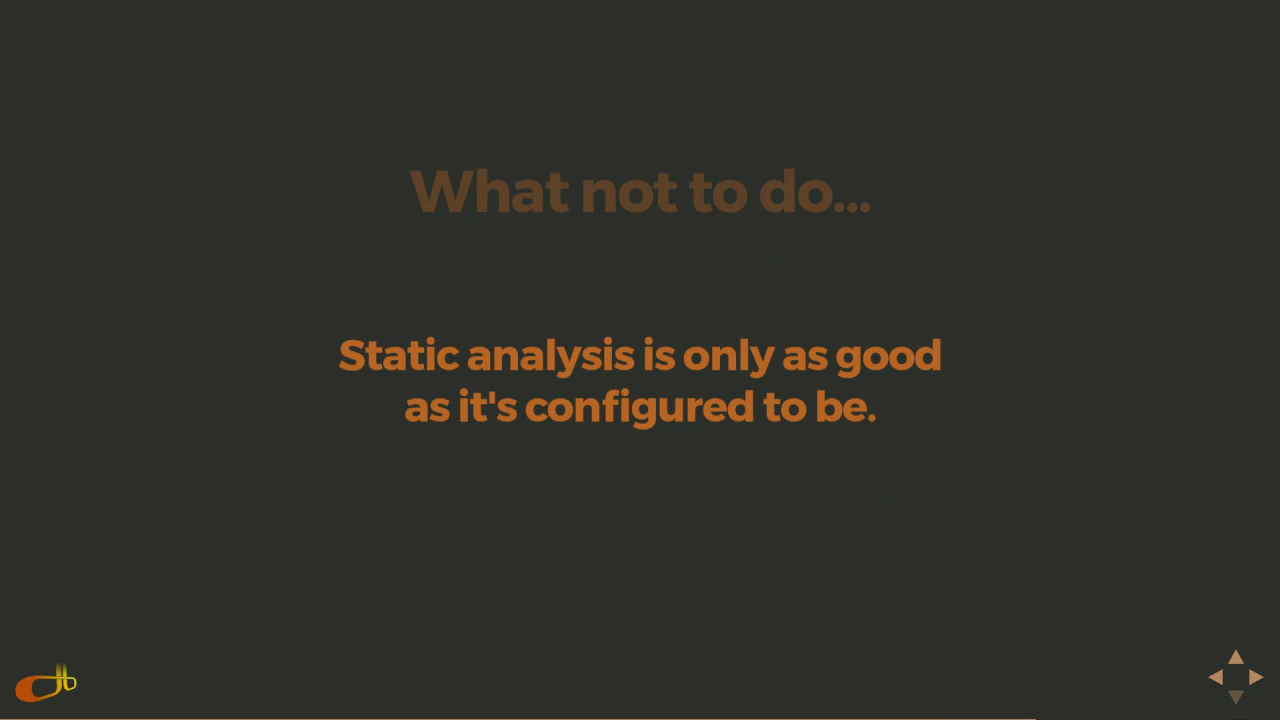 What not to do...
Static analysis is only as good
as it's configured to be.